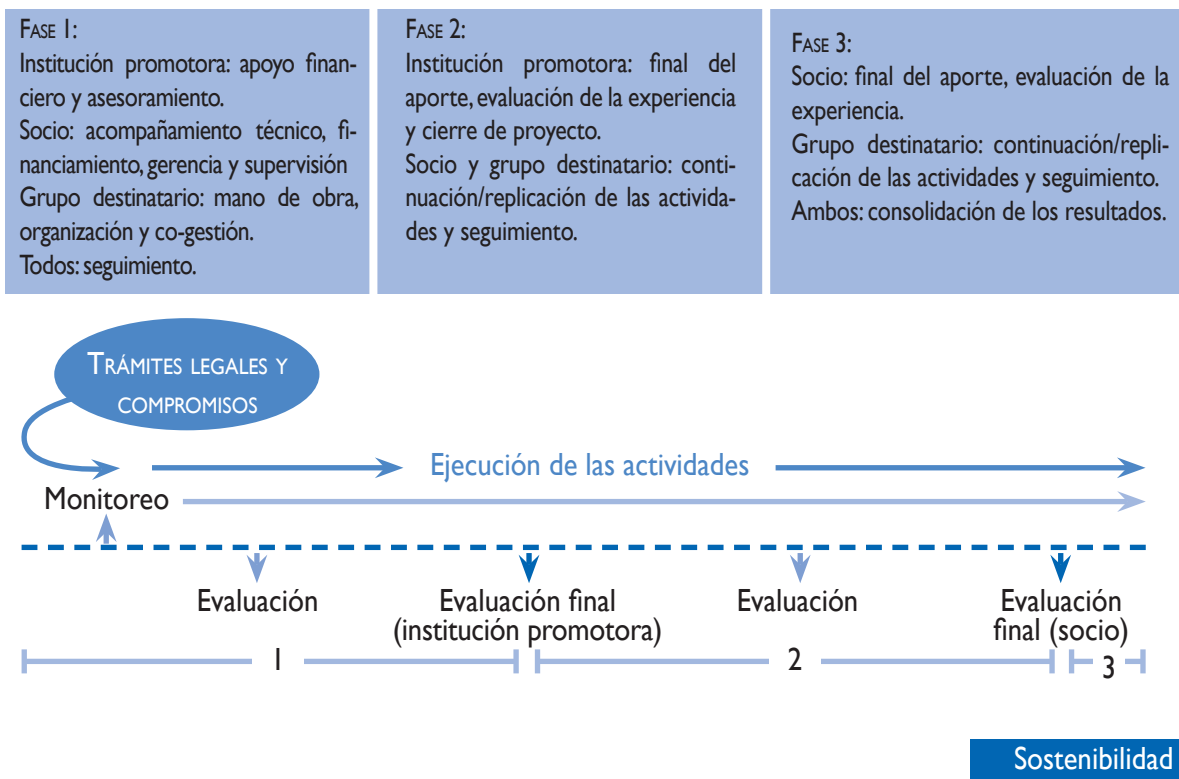 FASE 1:
Institución promotora: apoyo finan-
ciero y asesoramiento.
Socio: acompañamiento técnico, fi-
nanciamiento, gerencia y supervisión
Grupo destinatario: mano de obra,
organización y co-gestión.
Todos: seguimiento.
FASE 2:
Institución promotora: final del
aporte, evaluación de la experiencia
y cierre de proyecto.
Socio y grupo destinatario: conti-
nuación/replicación de las activida-
des y seguimiento.
FASE 3:
Socio: final del aporte, evaluación de la
experiencia.
Grupo destinatario: continuación/repli-
cación de las actividades y seguimiento.
Ambos: consolidación de los resultados.
TRÁMITES LEGALES Y
COMPROMISOS
Ejecución de las actividades
Monitoreo
Evaluación
Evaluación final
(institución promotora)
Evaluación
Evaluación
final (socio)
1
2
3
Sostenibilidad